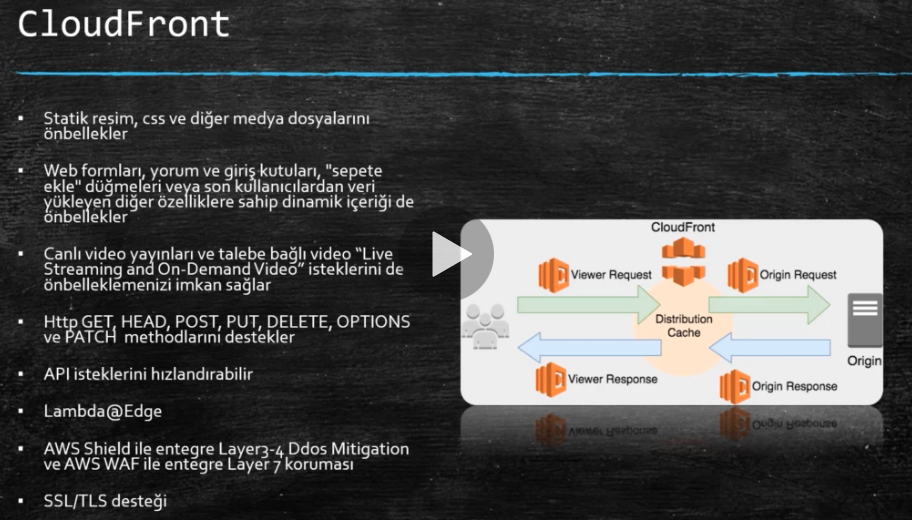 CloudFront
▪ Statik resim, css ve diğer medya dosyalarını
önbellekler
▪ Web formları, yorum ve giriş kutuları, "sepete
ekle" düğmeleri veya son kullanıcılardan veri
yükleyen diğer özelliklere sahip dinamik içeriği de
önbellekler
▪ Canlı video yayınları ve talebe bağlı video “Live
Streaming and On-Demand Video” isteklerini de
önbelleklemenizi imkan sağlar
▪ Http GET, HEAD, POST, PUT, DELETE, OPTIONS
ve PATCH methodlarını destekler
▪ API isteklerini hızlandırabilir
▪ Lambda@Edge
▪ AWS Shield ile entegre Layer3-4 Ddos Mitigation
ve AWS WAF ile entegre Layer 7 koruması
▪ SSL/TLS desteği
CloudFront
Viewer Request
Origin Request
Distribution
Cache
Origin
Viewer Response
Origin Response